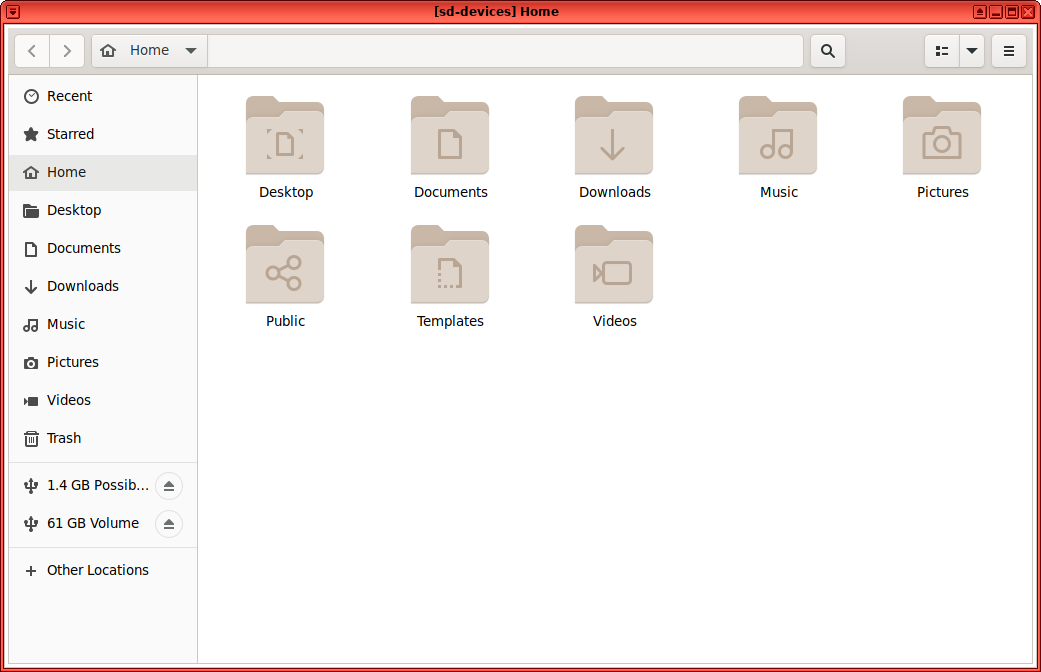 [sd-devices] Home
Home
Recent
Starred
Home
Desktop
Documents
Downloads
Music
Pictures
Videos
Trash
1.4 GB Possib...
61 GB Volume
Other Locations
Desktop
Documents
Downloads
Music
Pictures
Public
Templates
Videos